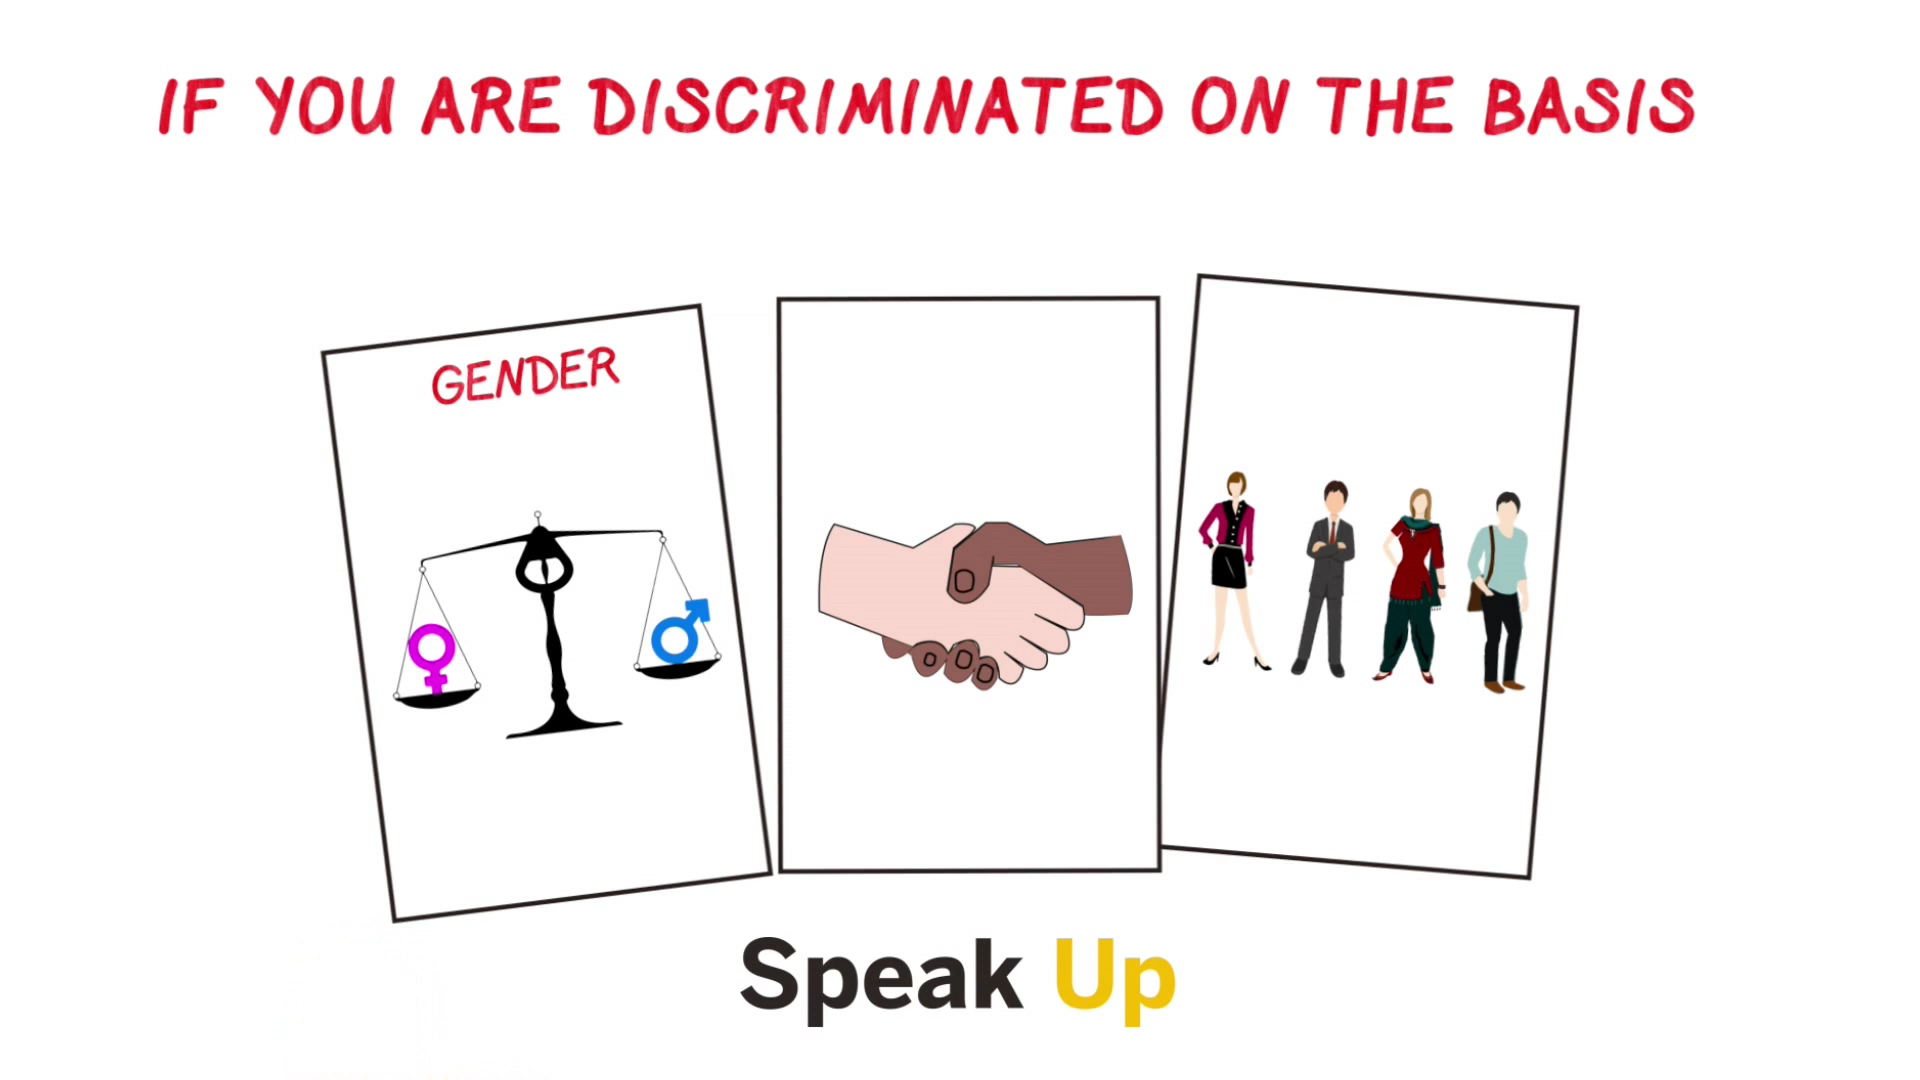 IF YOU ARE DISCRIMINATED ON THE BASIS
GENDER
Speak Up